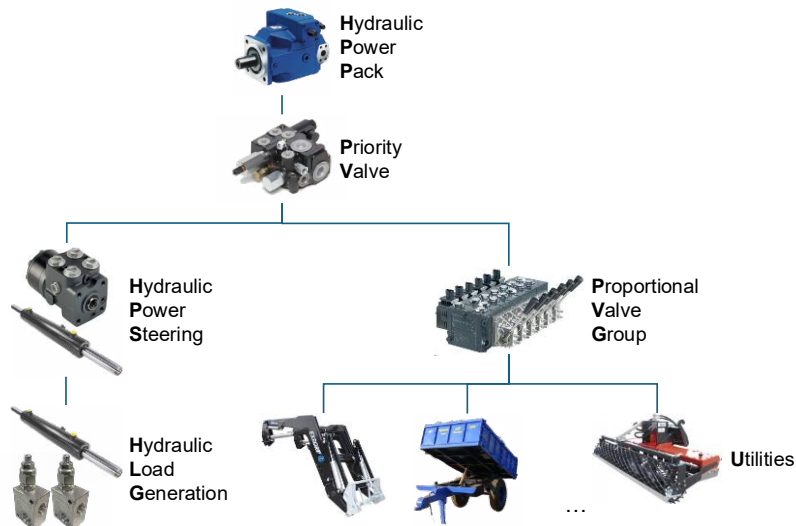 Hydraulic
Power
Pack
Priority
Valve
Hydraulic
Power
Steering
Proportional
Valve
Group
Hydraulic
Load
Generation
Utilities
...